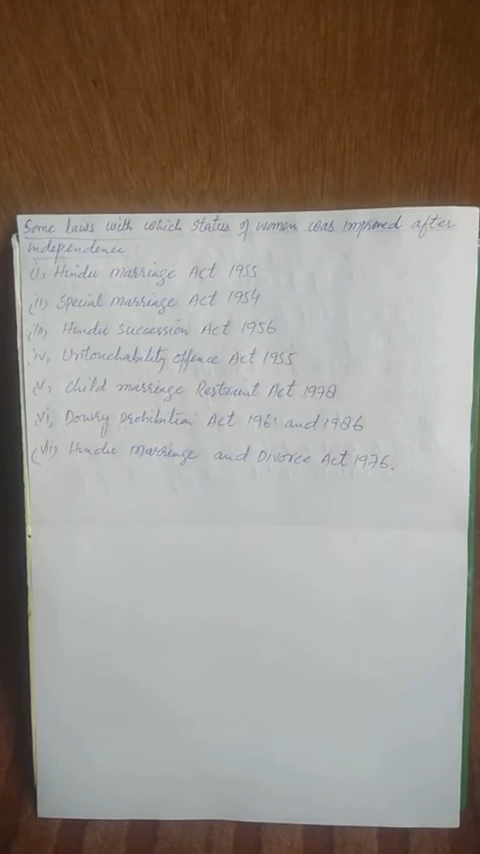 Some laws with which status of women was improved after
independence :
(i), Hindu marriage Act 1955
(ii) Special marriage Act 1954
(iii) Hindu Succession Act 1956
(iv, Untouchability offence Act 1955
(v, child marriage Restraint Act 1978
(vi, Dowry prohibition Act 1961 and 1986
(vii) Hindu marriage and Divorce Act 1976.